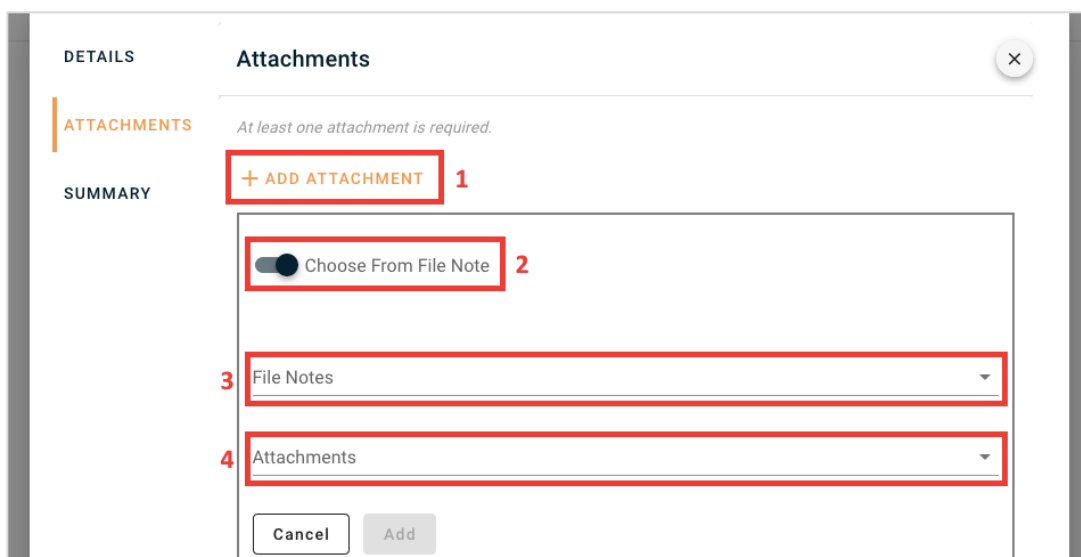 DETAILS
Attachments
ATTACHMENTS
At least one attachment is required.
+ ADD ATTACHMENT 1
SUMMARY
Choose From File Note 2
3 File Notes
4 Attachments
Cancel Add